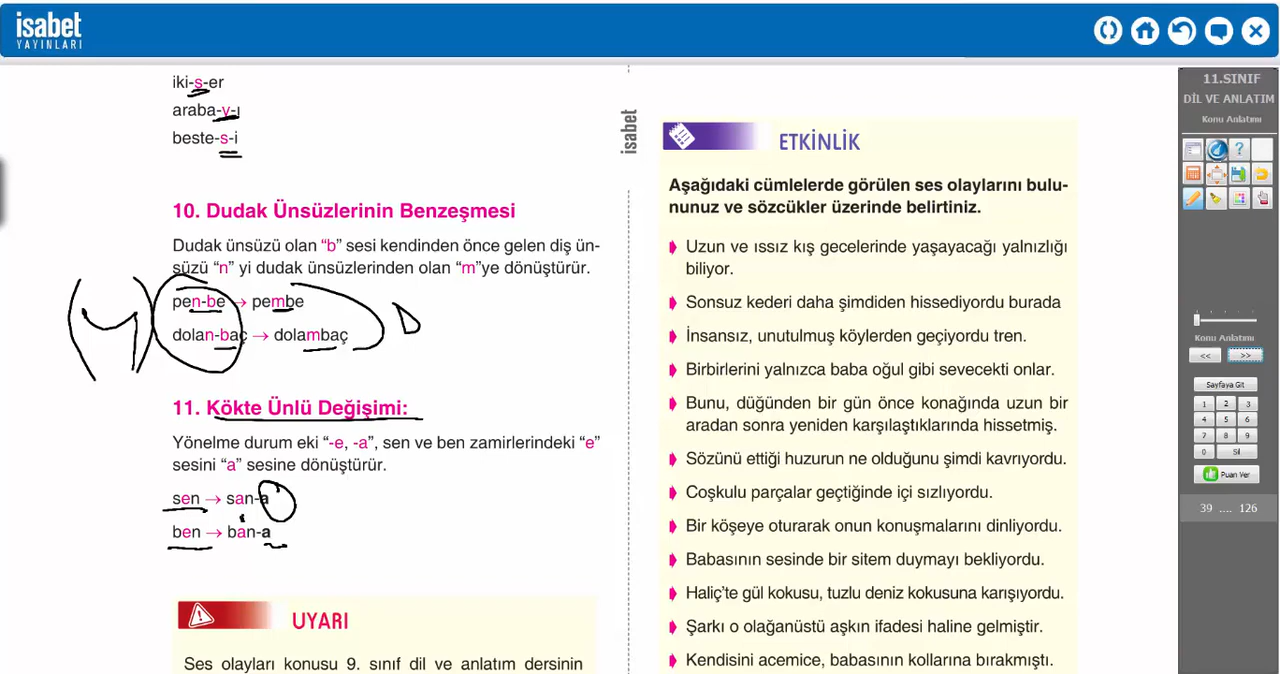 isabet
YAYINLARI
iki-s-er
araba-y-ı
beste-s-i
10. Dudak Ünsüzlerinin Benzeşmesi
Dudak ünsüzü olan “b” sesi kendinden önce gelen diş ün-
süzü “n” yi dudak ünsüzlerinden olan “m”ye dönüştürür.
pen-be → pembe
dolan-baç → dolambaç
(Y)
D
11. Kökte Ünlü Değişimi:
Yönelme durum eki “-e, -a”, sen ve ben zamirlerindeki “e”
sesini “a” sesine dönüştürür.
sen → san-a
ben → ban-a
UYARI
Ses olayları konusu 9. sınıf dil ve anlatım dersinin
isabet
ETKİNLİK
Aşağıdaki cümlelerde görülen ses olaylarını bulu-
nunuz ve sözcükler üzerinde belirtiniz.
Uzun ve ıssız kış gecelerinde yaşayacağı yalnızlığı
biliyor.
Sonsuz kederi daha şimdiden hissediyordu burada
İnsansız, unutulmuş köylerden geçiyordu tren.
Birbirlerini yalnızca baba oğul gibi sevecekti onlar.
Bunu, düğünden bir gün önce konağında uzun bir
aradan sonra yeniden karşılaştıklarında hissetmiş.
Sözünü ettiği huzurun ne olduğunu şimdi kavrıyordu.
Coşkulu parçalar geçtiğinde içi sızlıyordu.
Bir köşeye oturarak onun konuşmalarını dinliyordu.
Babasının sesinde bir sitem duymayı bekliyordu.
Haliç’te gül kokusu, tuzlu deniz kokusuna karışıyordu.
Şarkı o olağanüstü aşkın ifadesi haline gelmiştir.
Kendisini acemice, babasının kollarına bırakmıştı.
11.SINIF
DİL VE ANLATIM
Konu Anlatımı
?
Konu Anlatımı
<< >>
Sayfaya Git
1 2 3
4 5 6
7 8 9
0 Sil
Puan Ver
39 .... 126